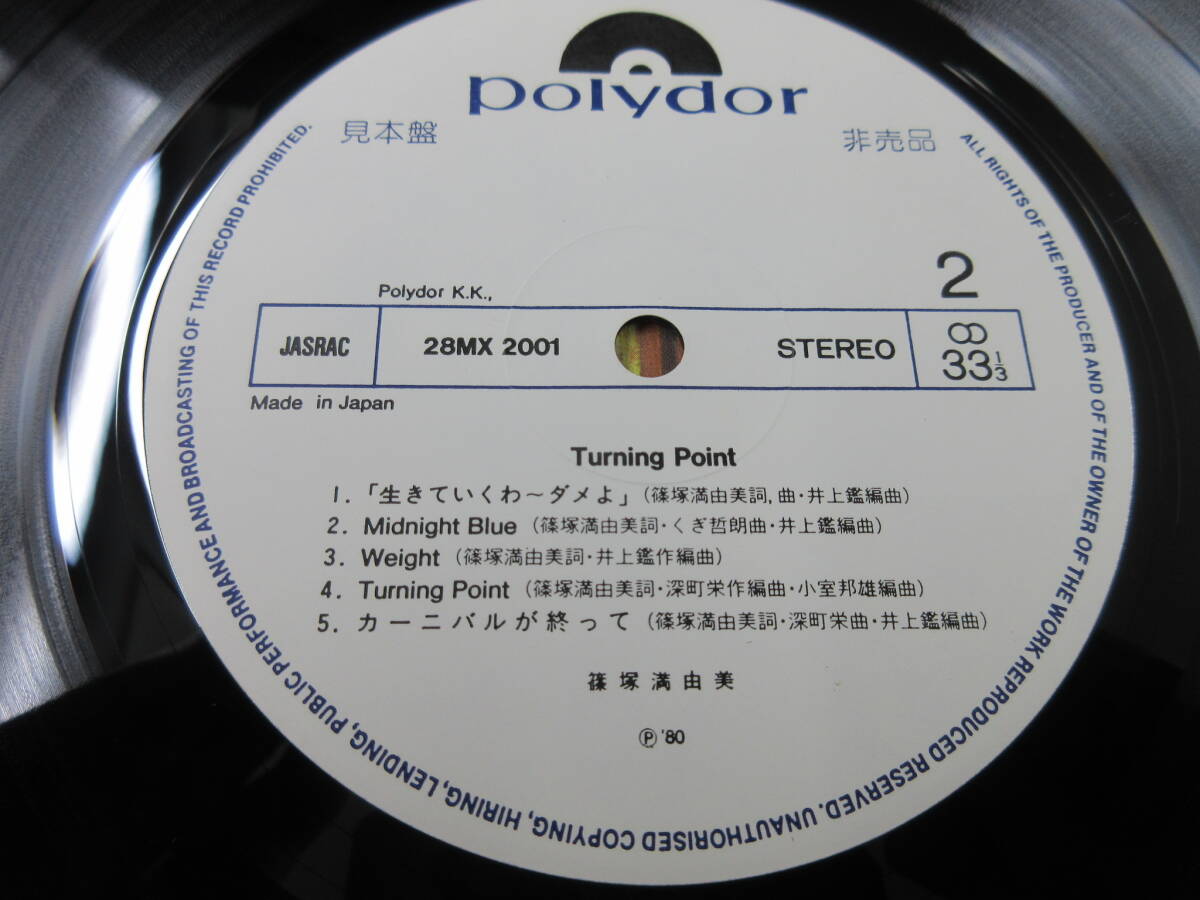 polydor
見本盤
非売品
2
Polydor K.K.,
JASRAC
28MX 2001
STEREO
33 1/3
Made in Japan
Turning Point
1. 「生きていくわ〜ダメよ」(篠塚満由美詞, 曲・井上鑑編曲)
2. Midnight Blue (篠塚満由美詞・くぎ哲朗曲・井上鑑編曲)
3. Weight (篠塚満由美詞・井上鑑作編曲)
4. Turning Point (篠塚満由美詞・深町栄作編曲・小室邦雄編曲)
5. カーニバルが終って (篠塚満由美詞・深町栄曲・井上鑑編曲)
篠塚満由美
Ⓟ '80
ALL RIGHTS OF THE PRODUCER AND OF THE OWNER OF THE WORK REPRODUCED RESERVED. UNAUTHORISED COPYING, HIRING, LENDING, PUBLIC PERFORMANCE AND BROADCASTING OF THIS RECORD PROHIBITED.